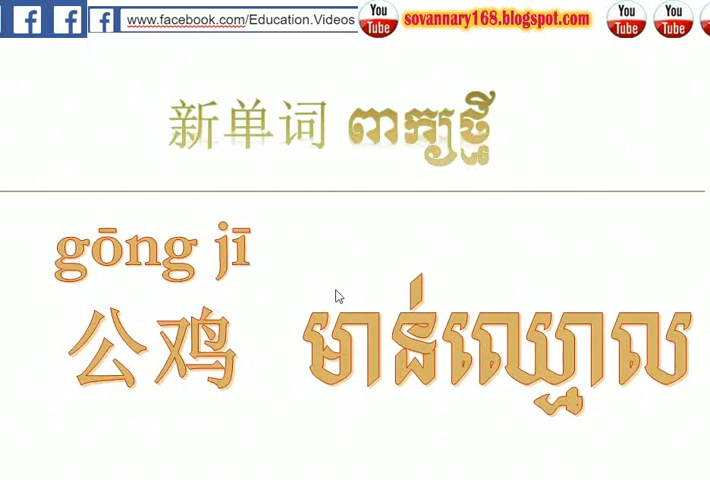 www.facebook.com/Education.Videos
You Tube sovannary168.blogspot.com You Tube You Tube
新单词 ពាក្យថ្មី
gōng jī
公鸡 មាន់ឈ្មោល